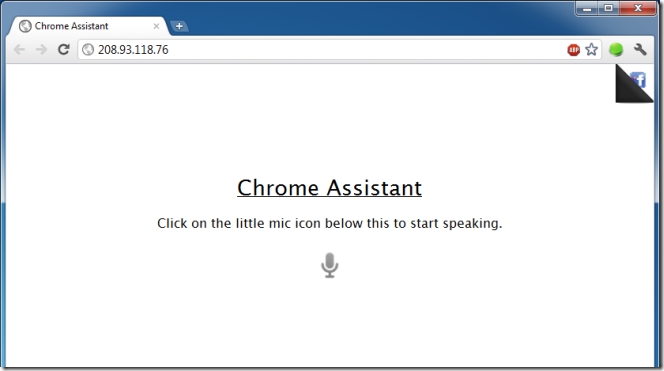 Chrome Assistant
208.93.118.76
ABP
f
Chrome Assistant
Click on the little mic icon below this to start speaking.